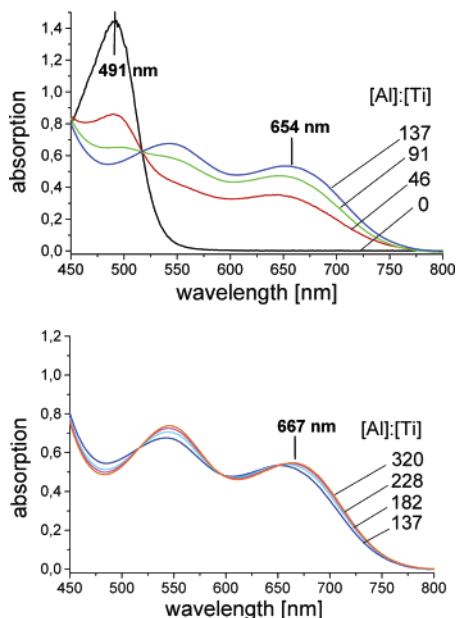 1,4
1,2
1,0
0,8
0,6
0,4
0,2
0,0
absorption
491 nm
654 nm
[Al]:[Ti]
137
91
46
0
450 500 550 600 650 700 750 800
wavelength [nm]
1,2
1,0
0,8
0,6
0,4
0,2
0,0
absorption
667 nm
[Al]:[Ti]
320
228
182
137
450 500 550 600 650 700 750 800
wavelength [nm]